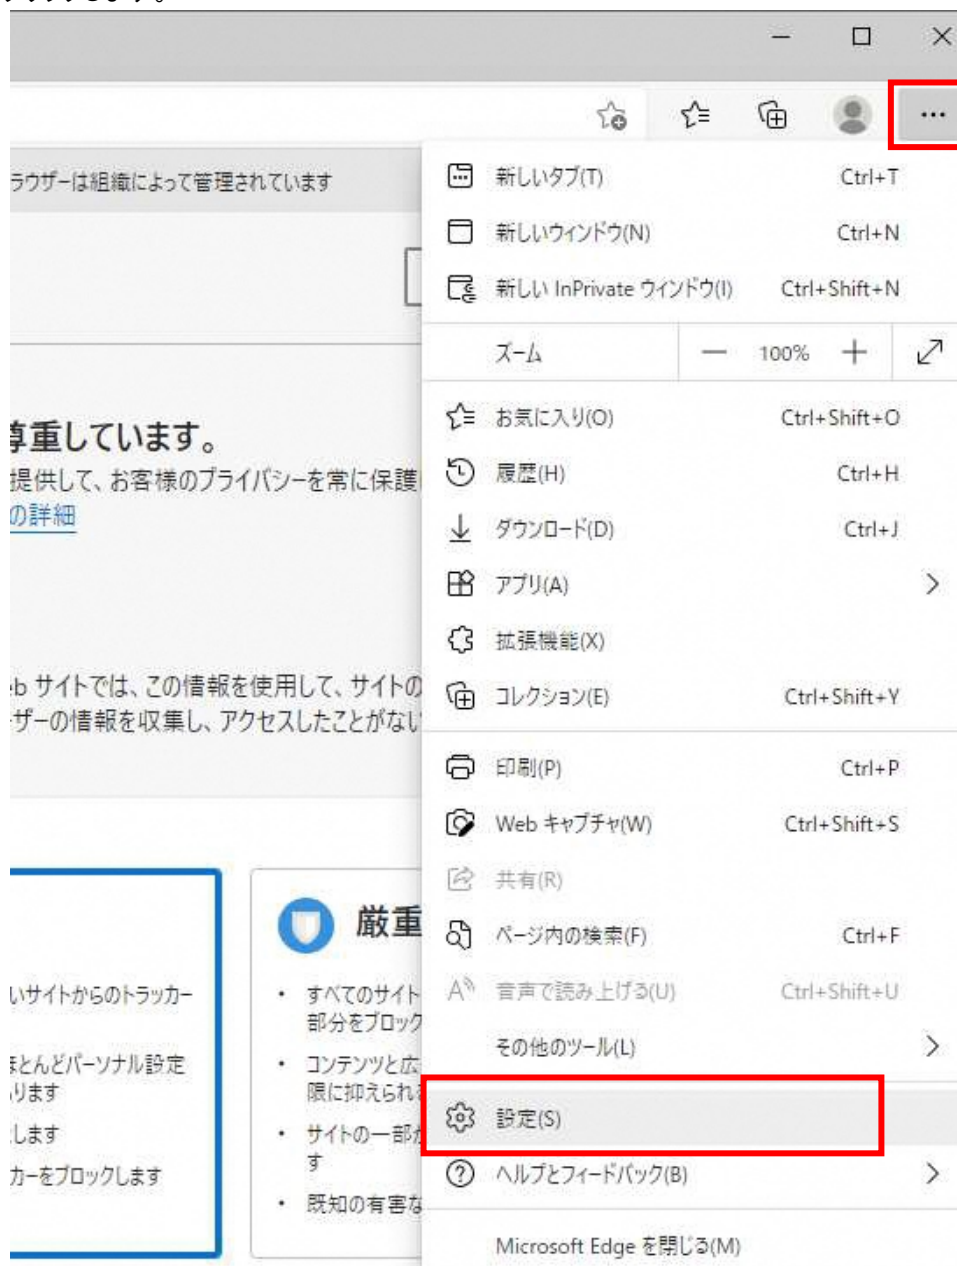 クリックします。
ラウザーは組織によって管理されています
新しいタブ(T) Ctrl+T
新しいウィンドウ(N) Ctrl+N
新しい InPrivate ウィンドウ(I) Ctrl+Shift+N
ズーム 100%
お気に入り(O) Ctrl+Shift+O
履歴(H) Ctrl+H
ダウンロード(D) Ctrl+J
アプリ(A)
拡張機能(X)
コレクション(E) Ctrl+Shift+Y
印刷(P) Ctrl+P
Web キャプチャ(W) Ctrl+Shift+S
共有(R)
ページ内の検索(F) Ctrl+F
音声で読み上げる(U) Ctrl+Shift+U
その他のツール(L)
設定(S)
ヘルプとフィードバック(B)
Microsoft Edge を閉じる(M)
尊重しています。
提供して、お客様のプライバシーを常に保護
の詳細
eb サイトでは、この情報を使用して、サイトの
ーザーの情報を収集し、アクセスしたことがない
いサイトからのトラッカー
ほとんどパーソナル設定
ります
します
カーをブロックします
厳重
• すべてのサイト
部分をブロック
• コンテンツと広
限に抑えられ
• サイトの一部が
す
• 既知の有害な